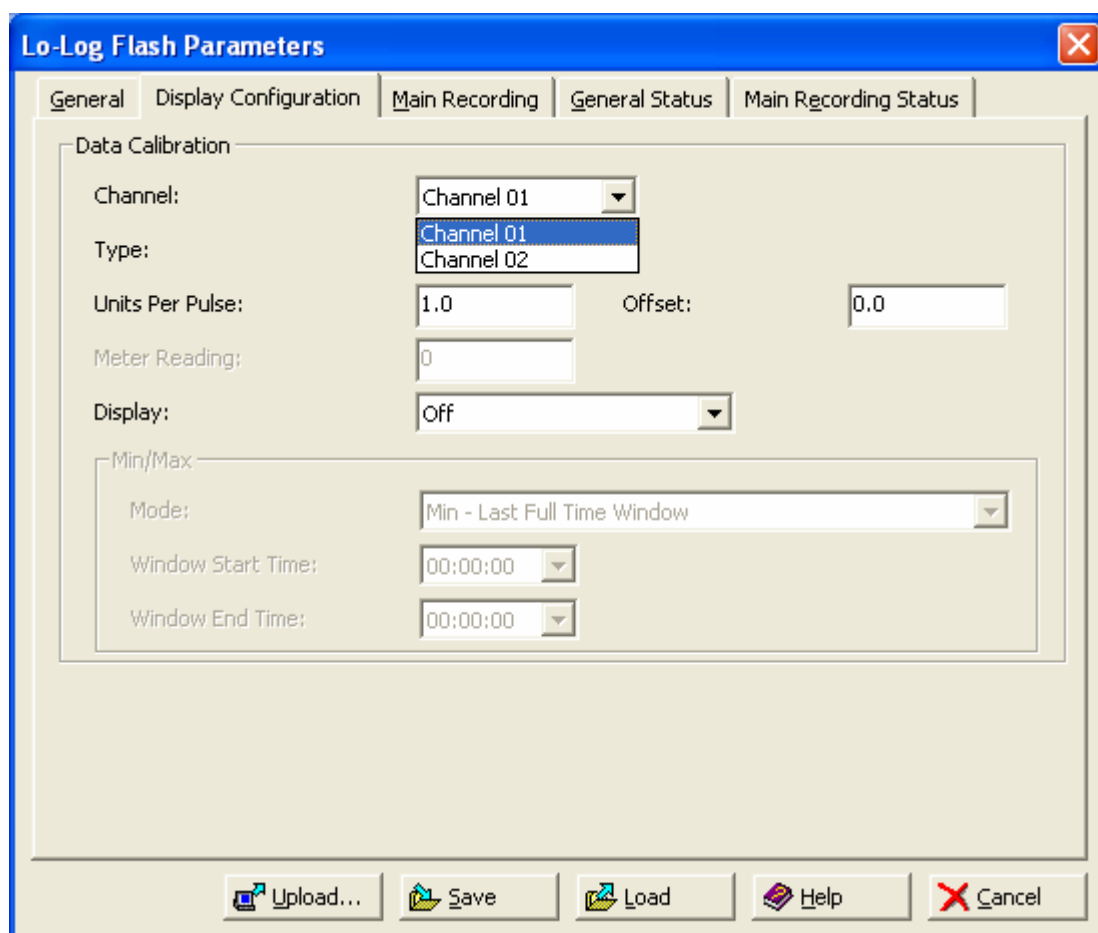 Lo-Log Flash Parameters
General Display Configuration Main Recording General Status Main Recording Status
Data Calibration
Channel: Channel 01
Channel 01
Type:
Channel 02
Units Per Pulse: 1.0 Offset: 0.0
Meter Reading: 0
Display: Off
Min/Max
Mode: Min - Last Full Time Window
Window Start Time: 00:00:00
Window End Time: 00:00:00
Upload... Save Load Help Cancel